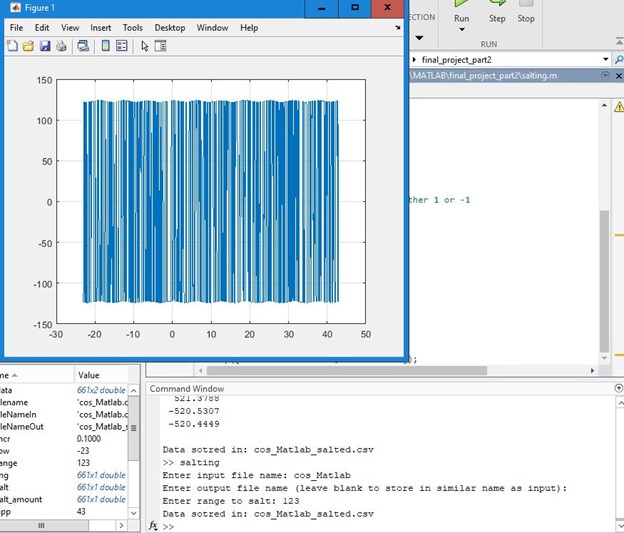 Figure 1
File Edit View Insert Tools Desktop Window Help
150
100
50
0
-50
-100
-150
-30 -20 -10 0 10 20 30 40 50
ECTION
Run Step Stop
RUN
final_project_part2
\MATLAB\final_project_part2\salting.m
ther 1 or -1
);
me Value
ata 661x2 double
lename 'cos_Matlab.c
leNameIn 'cos_Matlab.c
leNameOut 'cos_Matlab_s
ncr 0.1000
ow -23
ange 123
ng 661x1 double
alt 661x1 double
alt_amount 661x1 double
pp 43
Command Window
521.3788
-520.5307
-520.4449
Data sotred in: cos_Matlab_salted.csv
>> salting
Enter input file name: cos_Matlab
Enter output file name (leave blank to store in similar name as input):
Enter range to salt: 123
Data sotred in: cos_Matlab_salted.csv
fx >>